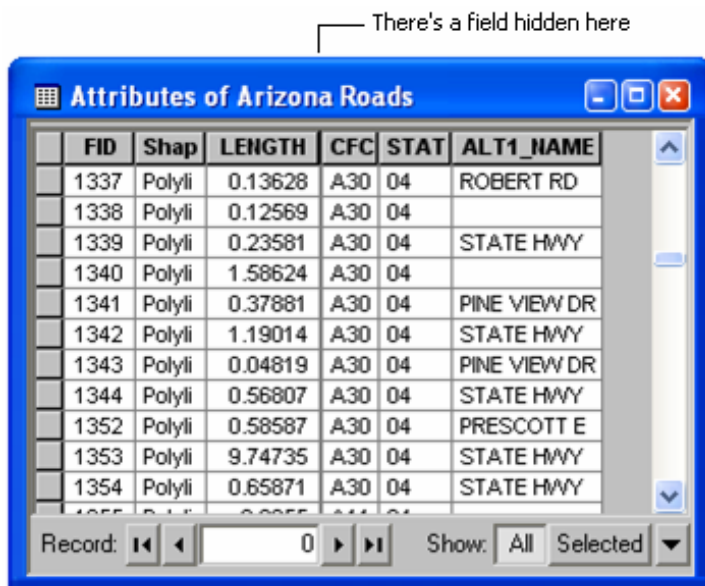 There's a field hidden here
Attributes of Arizona Roads
FID Shap LENGTH CFC STAT ALT1_NAME
1337 Polyli 0.13628 A30 04 ROBERT RD
1338 Polyli 0.12569 A30 04
1339 Polyli 0.23581 A30 04 STATE HWY
1340 Polyli 1.58624 A30 04
1341 Polyli 0.37881 A30 04 PINE VIEW DR
1342 Polyli 1.19014 A30 04 STATE HWY
1343 Polyli 0.04819 A30 04 PINE VIEW DR
1344 Polyli 0.56807 A30 04 STATE HWY
1352 Polyli 0.58587 A30 04 PRESCOTT E
1353 Polyli 9.74735 A30 04 STATE HWY
1354 Polyli 0.65871 A30 04 STATE HWY
Record: 0 Show: All Selected